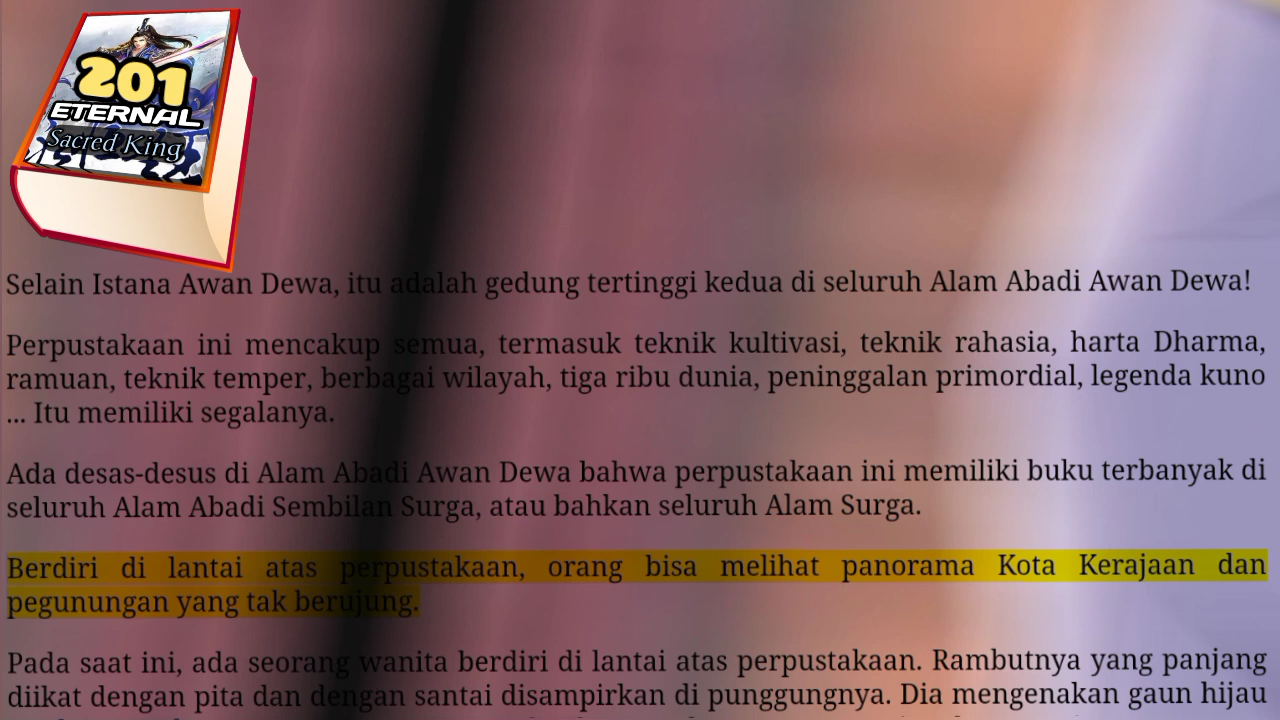 201
ETERNAL
Sacred King
Selain Istana Awan Dewa, itu adalah gedung tertinggi kedua di seluruh Alam Abadi Awan Dewa!
Perpustakaan ini mencakup semua, termasuk teknik kultivasi, teknik rahasia, harta Dharma,
ramuan, teknik temper, berbagai wilayah, tiga ribu dunia, peninggalan primordial, legenda kuno
... Itu memiliki segalanya.
Ada desas-desus di Alam Abadi Awan Dewa bahwa perpustakaan ini memiliki buku terbanyak di
seluruh Alam Abadi Sembilan Surga, atau bahkan seluruh Alam Surga.
Berdiri di lantai atas perpustakaan, orang bisa melihat panorama Kota Kerajaan dan
pegunungan yang tak berujung.
Pada saat ini, ada seorang wanita berdiri di lantai atas perpustakaan. Rambutnya yang panjang
diikat dengan pita dan dengan santai disampirkan di punggungnya. Dia mengenakan gaun hijau